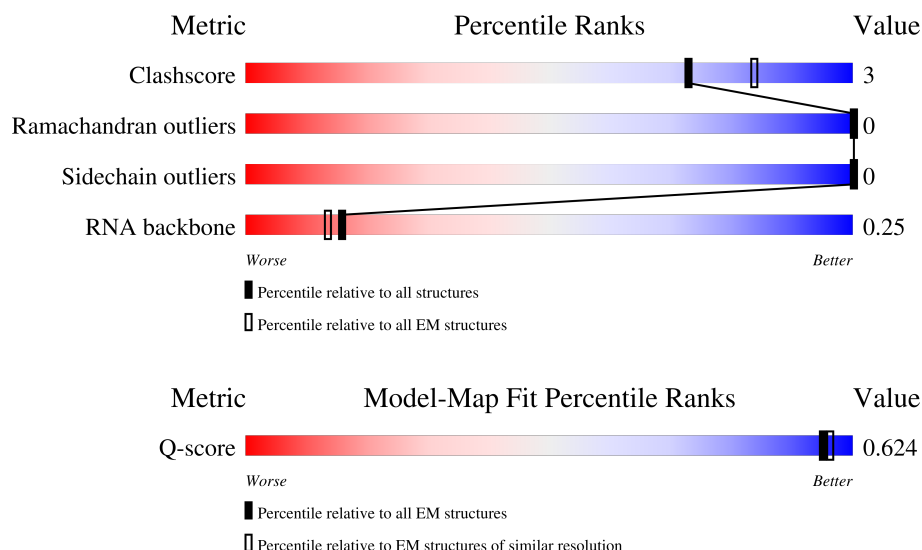 Metric Percentile Ranks Value
Clashscore 3
Ramachandran outliers 0
Sidechain outliers 0
RNA backbone 0.25
Worse Better
Percentile relative to all structures
Percentile relative to all EM structures
Metric Model-Map Fit Percentile Ranks Value
Q-score 0.624
Worse Better
Percentile relative to all EM structures
Percentile relative to EM structures of similar resolution